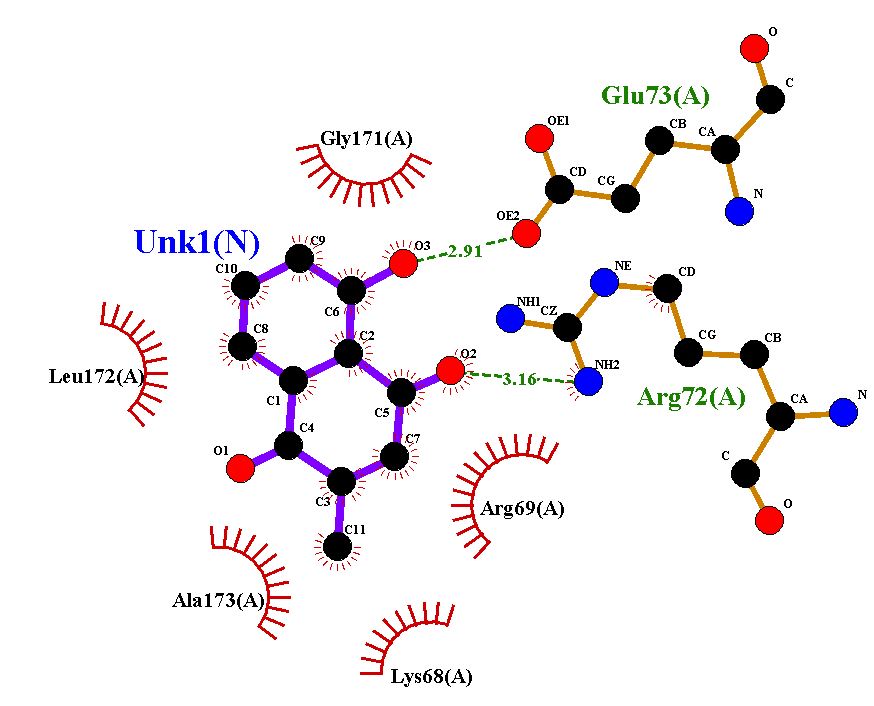 O
C
Glu73(A)
OE1
CB
CA
Gly171(A)
CD
CG
N
OE2
Unk1(N)
C9
O3
2.91
C10
NE
CD
C6
NH1
CZ
C8
C2
O2
CG
CB
NH2
3.16
Leu172(A)
Arg72(A)
CA
N
C1
C5
C4
C7
O1
C
C3
Arg69(A)
O
C11
Ala173(A)
Lys68(A)